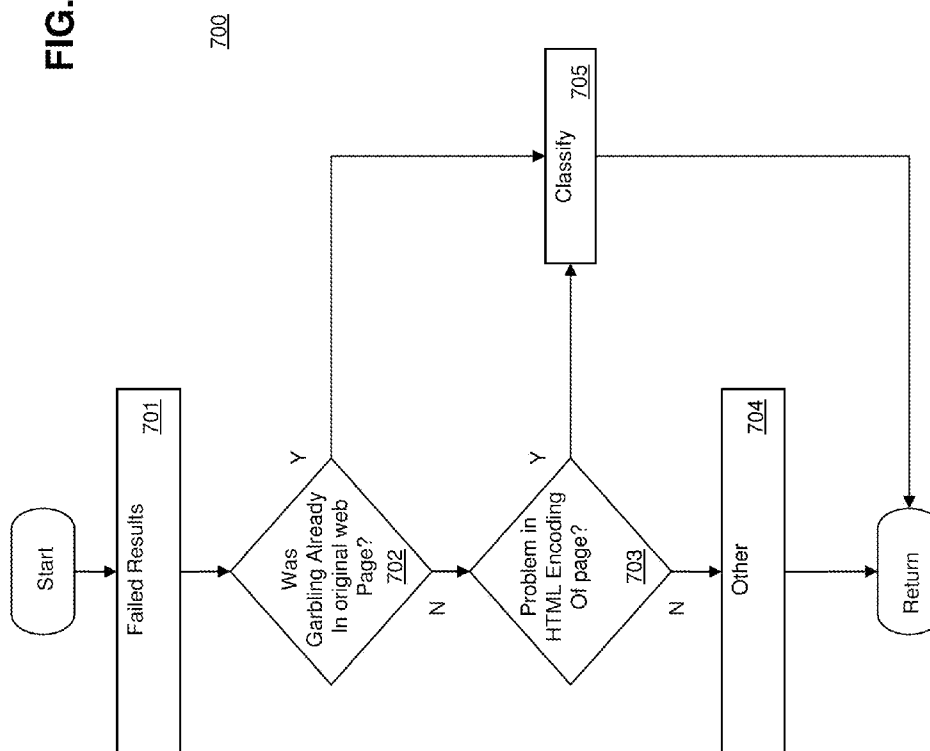 FIG.
700
Start
Failed Results
701
Was
Garbling Already
In original web
Page?
702
Y
N
Problem in
HTML Encoding
Of page?
703
Y
N
Classify
705
Other
704
Return